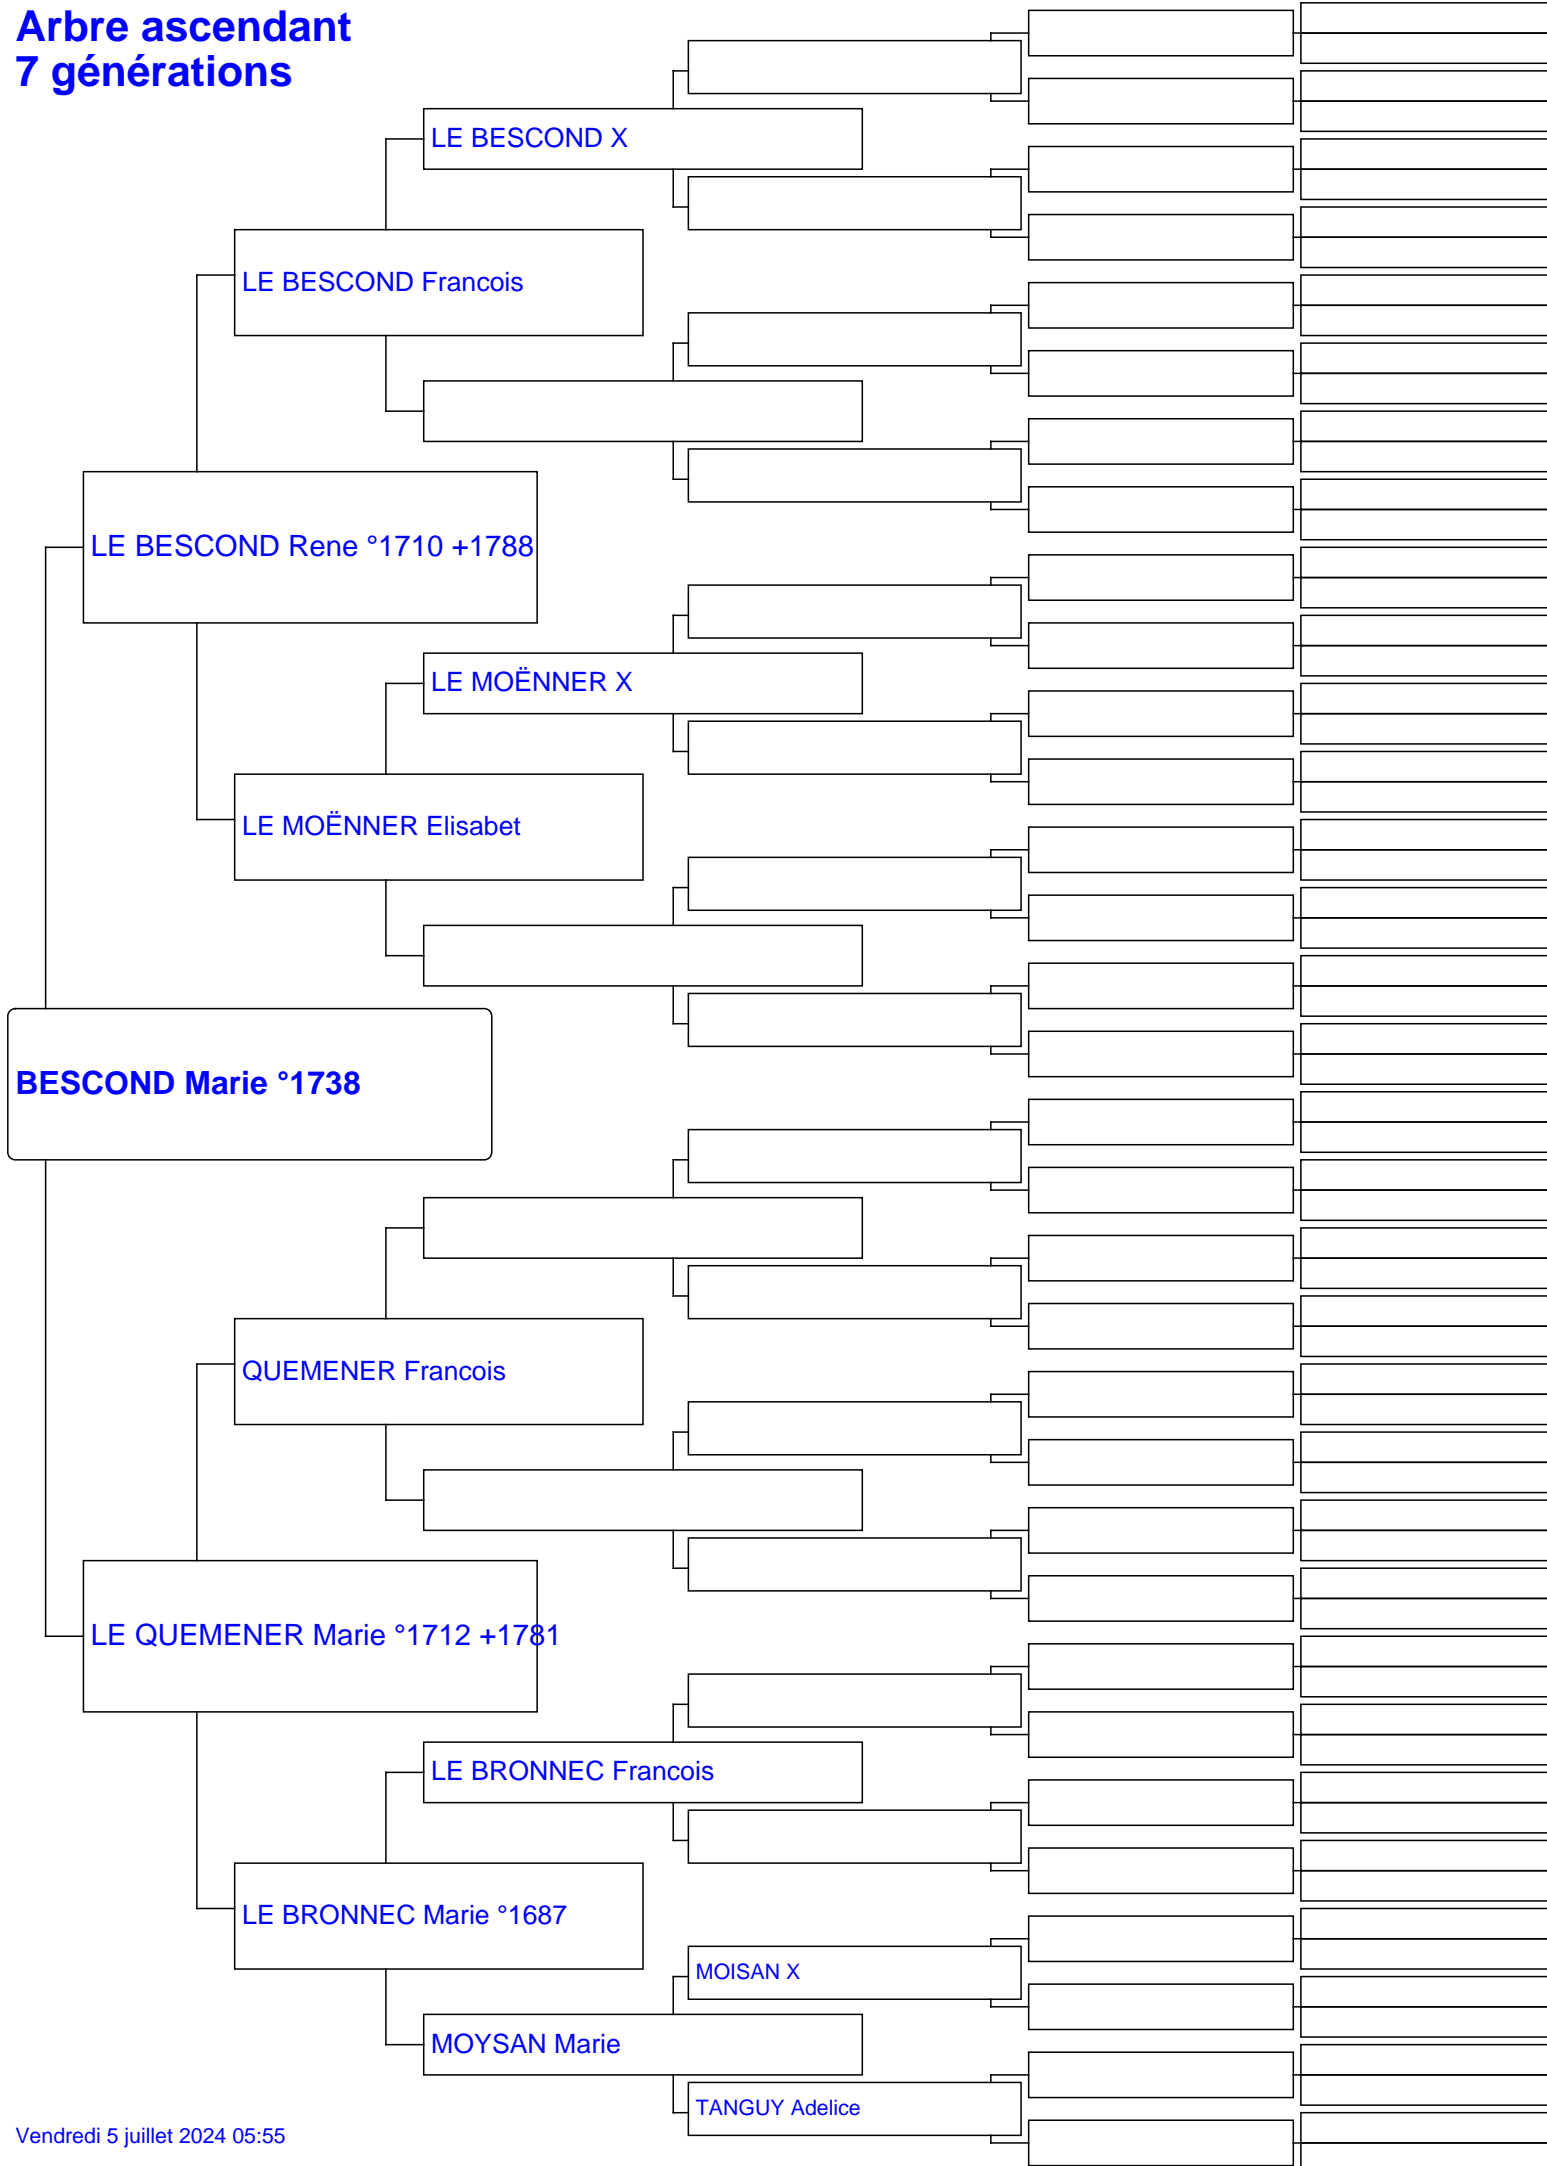 Arbre ascendant
7 générations
LE BESCOND X
LE BESCOND Francois
LE BESCOND Rene °1710 +1788
LE MOËNNER X
LE MOËNNER Elisabet
BESCOND Marie °1738
QUEMENER Francois
LE QUEMENER Marie °1712 +1781
LE BRONNEC Francois
LE BRONNEC Marie °1687
MOISAN X
MOYSAN Marie
TANGUY Adelice
Vendredi 5 juillet 2024 05:55